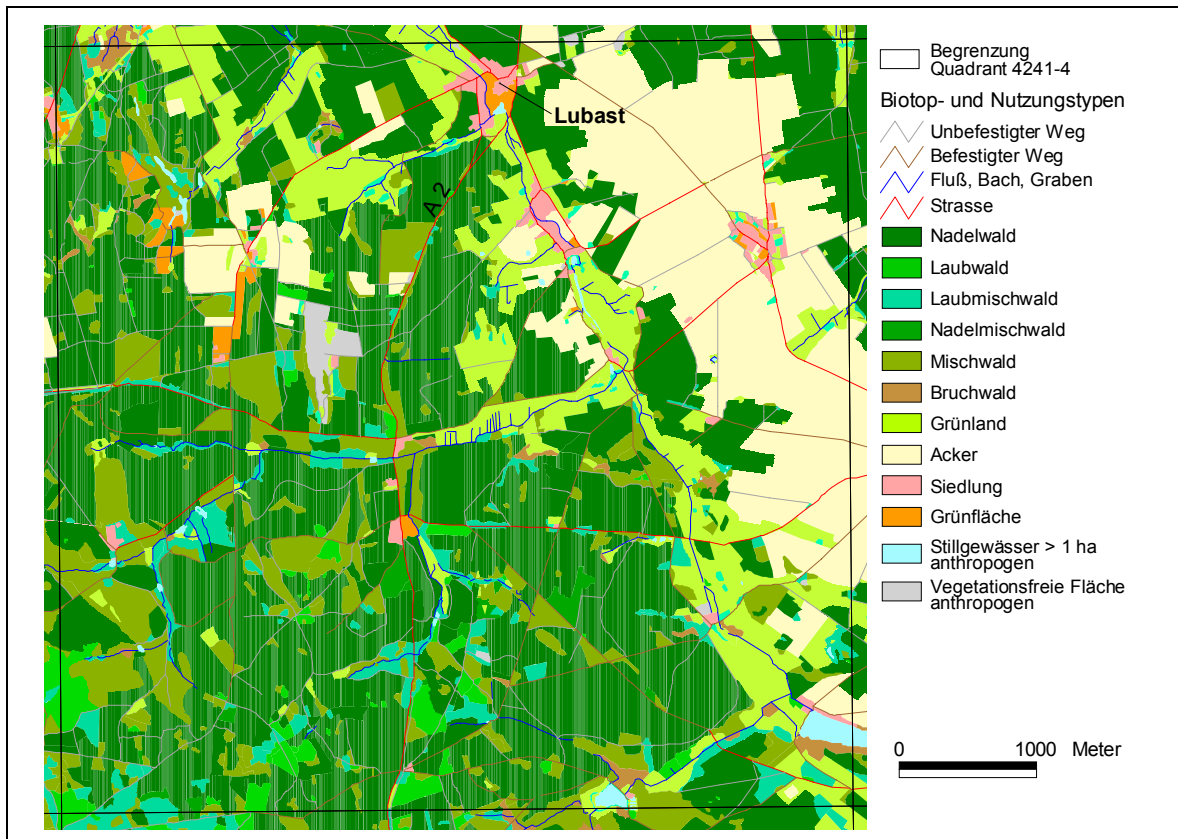 Lubast
A 2
Begrenzung
Quadrant 4241-4
Biotop- und Nutzungstypen
Unbefestigter Weg
Befestigter Weg
Fluß, Bach, Graben
Strasse
Nadelwald
Laubwald
Laubmischwald
Nadelmischwald
Mischwald
Bruchwald
Grünland
Acker
Siedlung
Grünfläche
Stillgewässer > 1 ha
anthropogen
Vegetationsfreie Fläche
anthropogen
0 1000 Meter